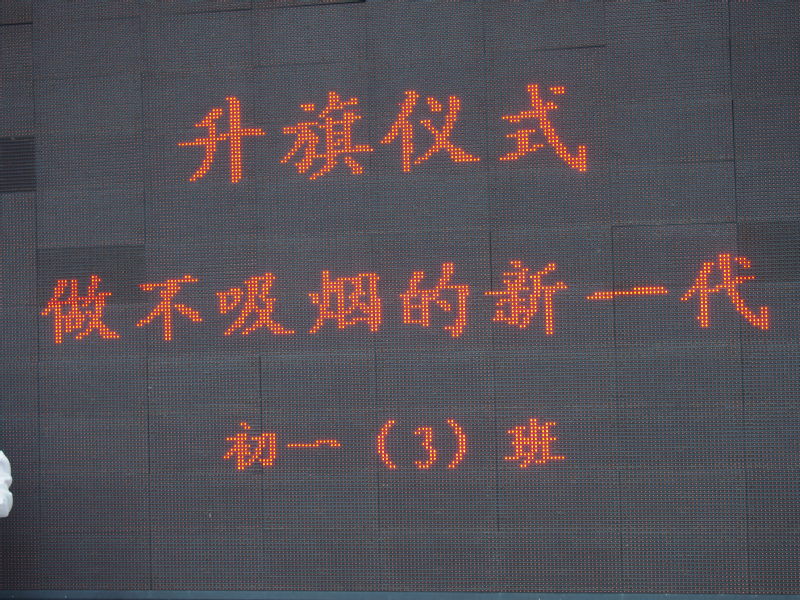 升旗仪式
做不吸烟的新一代
初一（3）班